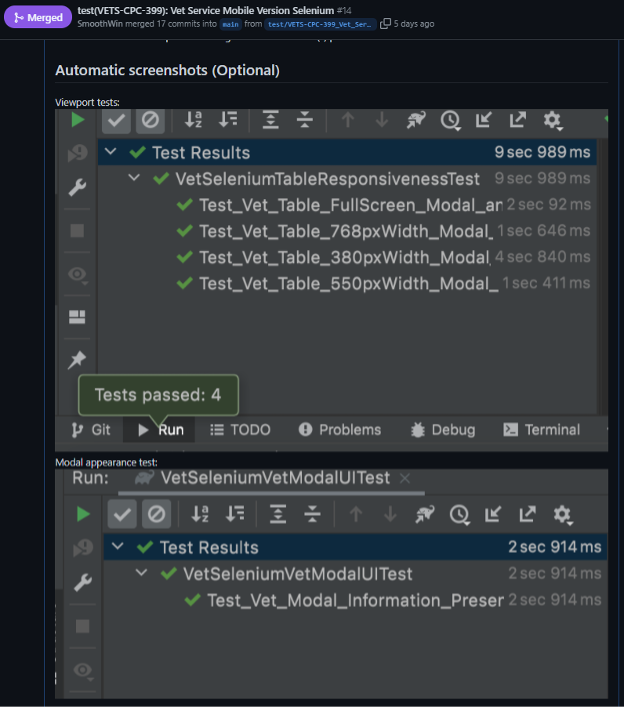 Merged
test(VETS-CPC-399): Vet Service Mobile Version Selenium #14
SmoothWin merged 17 commits into main from test/VETS-CPC-399_Vet_Ser… 5 days ago
Automatic screenshots (Optional)
Viewport tests:
Test Results 9 sec 989 ms
VetSeleniumTableResponsivenessTest 9 sec 989 ms
Test_Vet_Table_FullScreen_Modal_ar 2 sec 92 ms
Test_Vet_Table_768pxWidth_Modal_ 1 sec 646 ms
Test_Vet_Table_380pxWidth_Modal_ 4 sec 840 ms
Test_Vet_Table_550pxWidth_Modal_ 1 sec 411 ms
Tests passed: 4
Git Run TODO Problems Debug Terminal
Modal appearance test:
Run: VetSeleniumVetModalUITest
Test Results 2 sec 914 ms
VetSeleniumVetModalUITest 2 sec 914 ms
Test_Vet_Modal_Information_Preser 2 sec 914 ms